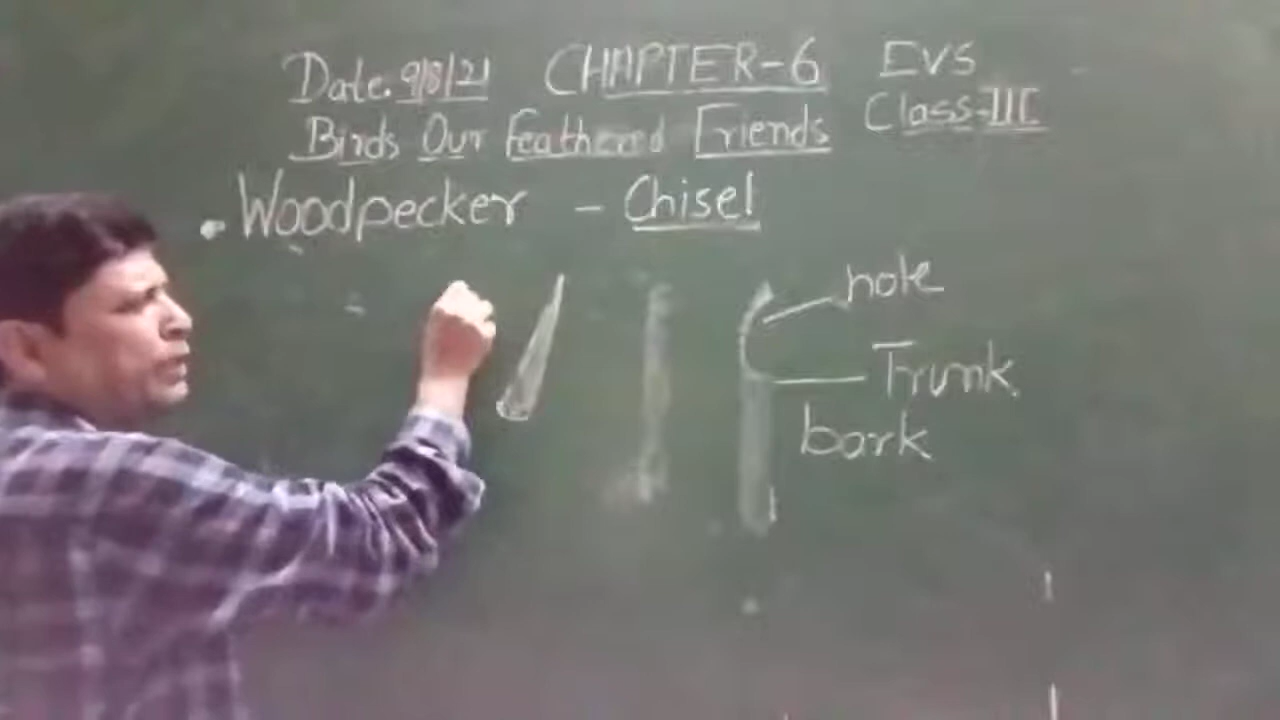 Date. 9/8/21 CHAPTER-6 EVS
Birds Our Feathered Friends Class-III
. Woodpecker - Chisel
hole
Trunk
bark